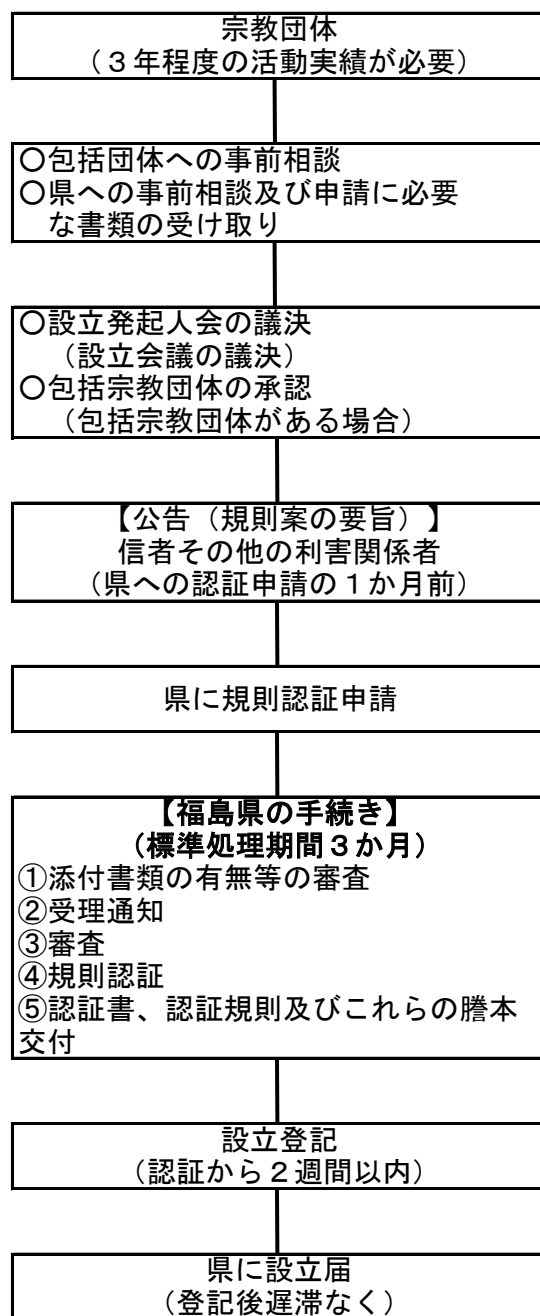 宗教団体
（３年程度の活動実績が必要）
〇包括団体への事前相談
〇県への事前相談及び申請に必要
な書類の受け取り
〇設立発起人会の議決
（設立会議の議決）
〇包括宗教団体の承認
（包括宗教団体がある場合）
【公告（規則案の要旨）】
信者その他の利害関係者
（県への認証申請の１か月前）
県に規則認証申請
【福島県の手続き】
（標準処理期間３か月）
①添付書類の有無等の審査
②受理通知
③審査
④規則認証
⑤認証書、認証規則及びこれらの謄本
交付
設立登記
（認証から２週間以内）
県に設立届
（登記後遅滞なく）